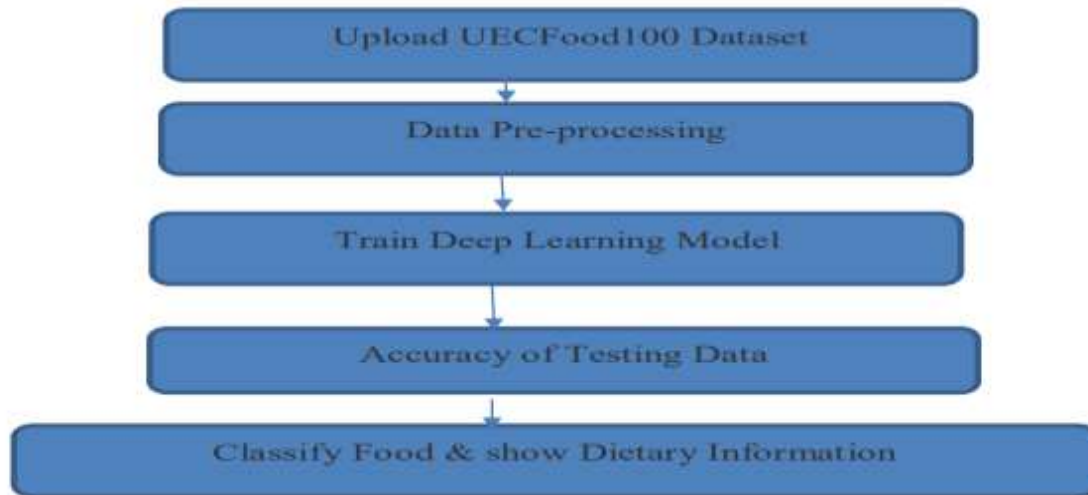 Upload UECFood100 Dataset
Data Pre-processing
Train Deep Learning Model
Accuracy of Testing Data
Classify Food & show Dietary Information